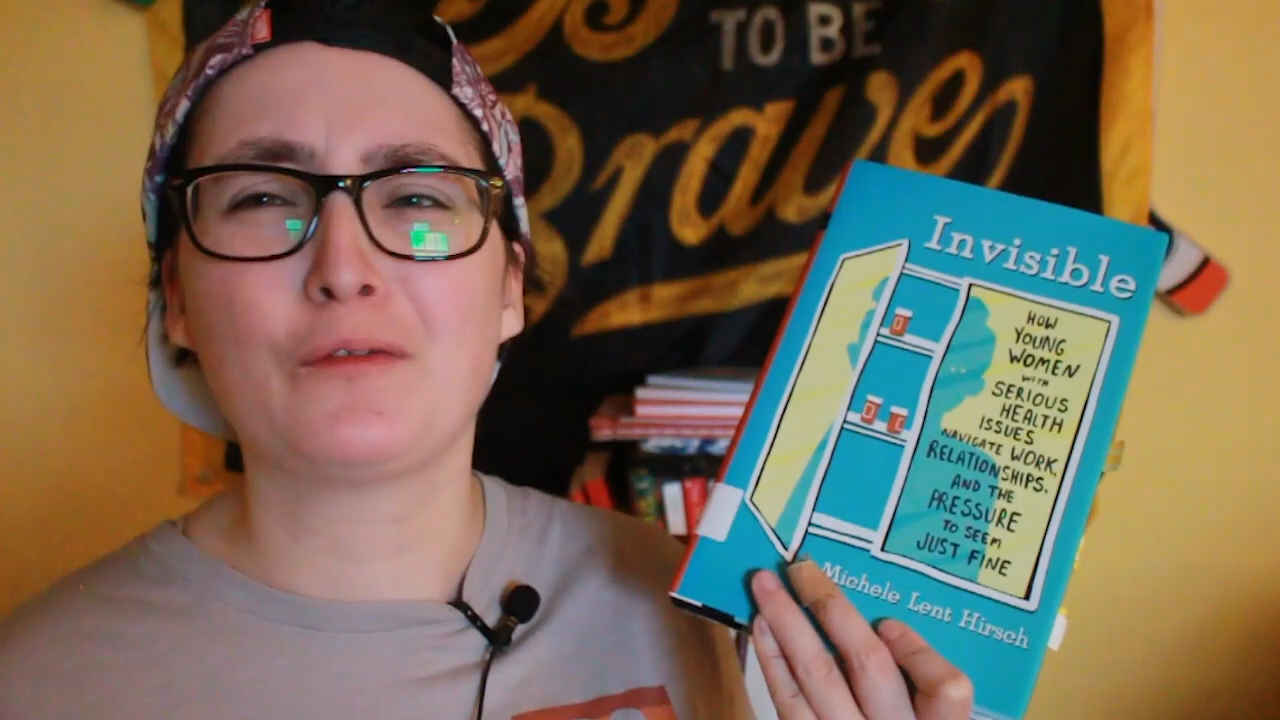 TO BE
Brave
Invisible
HOW
YOUNG
WOMEN
WITH
SERIOUS
HEALTH
ISSUES
NAVIGATE WORK,
RELATIONSHIPS,
AND THE
PRESSURE
TO SEEM
JUST FINE
Michele Lent Hirsch